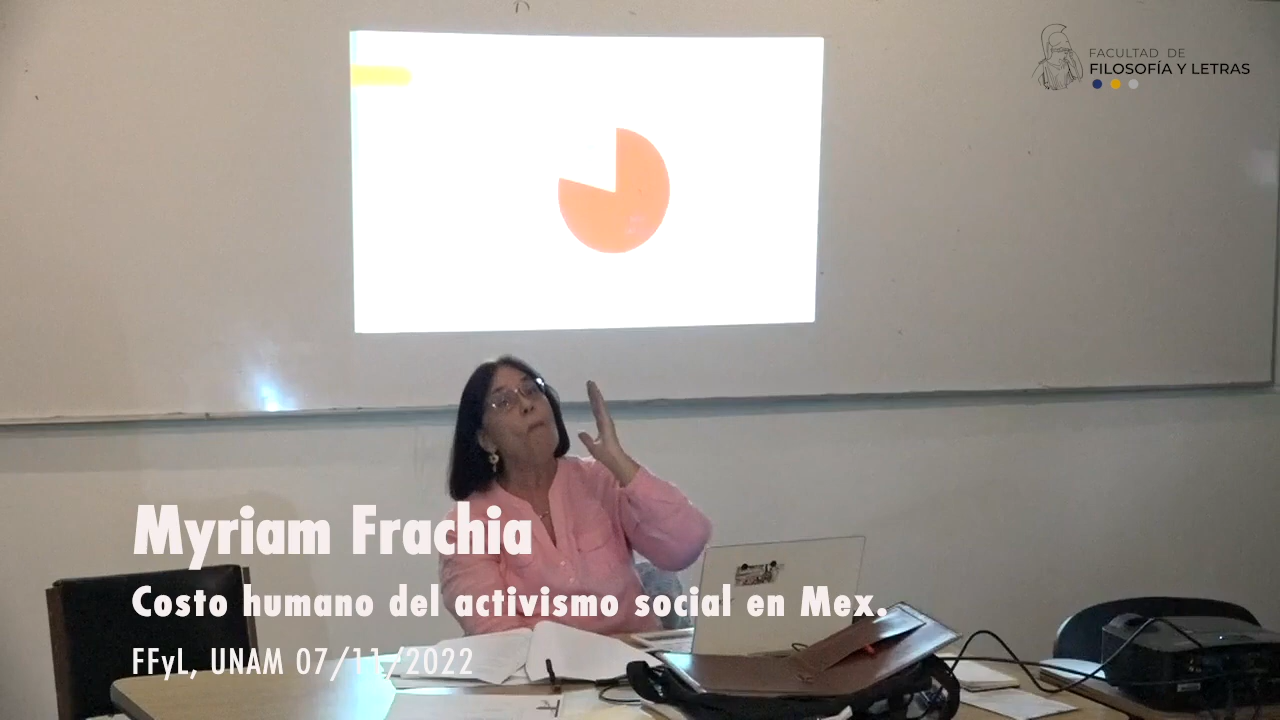 FACULTAD DE
FILOSOFÍA Y LETRAS
Myriam Frachia
Costo humano del activismo social en Mex.
FFyL, UNAM 07/11/2022